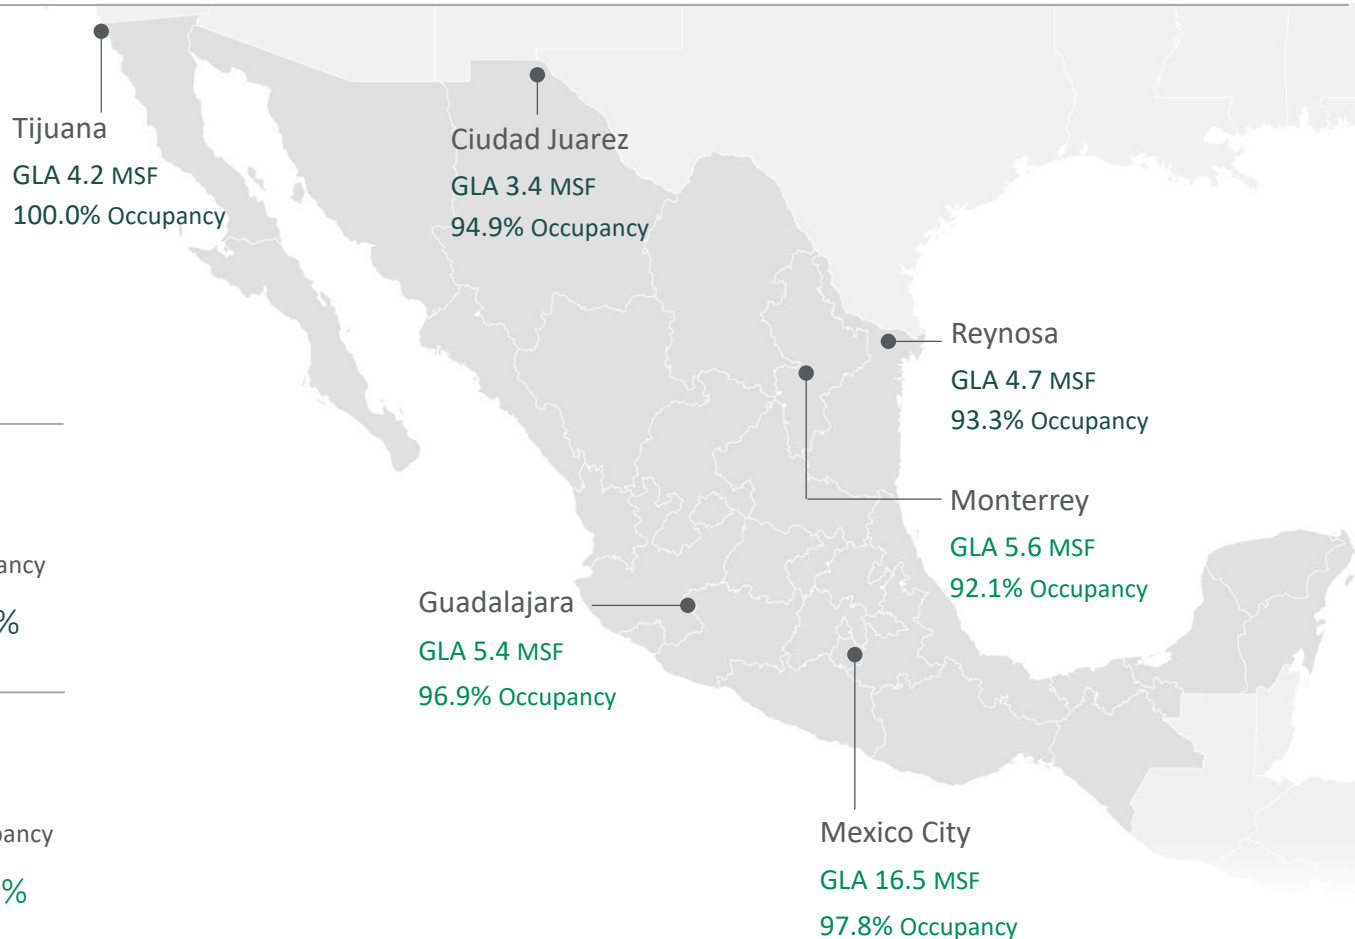 Tijuana
GLA 4.2 MSF
100.0% Occupancy
Ciudad Juarez
GLA 3.4 MSF
94.9% Occupancy
Reynosa
GLA 4.7 MSF
93.3% Occupancy
Monterrey
GLA 5.6 MSF
92.1% Occupancy
Guadalajara
GLA 5.4 MSF
96.9% Occupancy
Mexico City
GLA 16.5 MSF
97.8% Occupancy
ancy
%
pancy
%